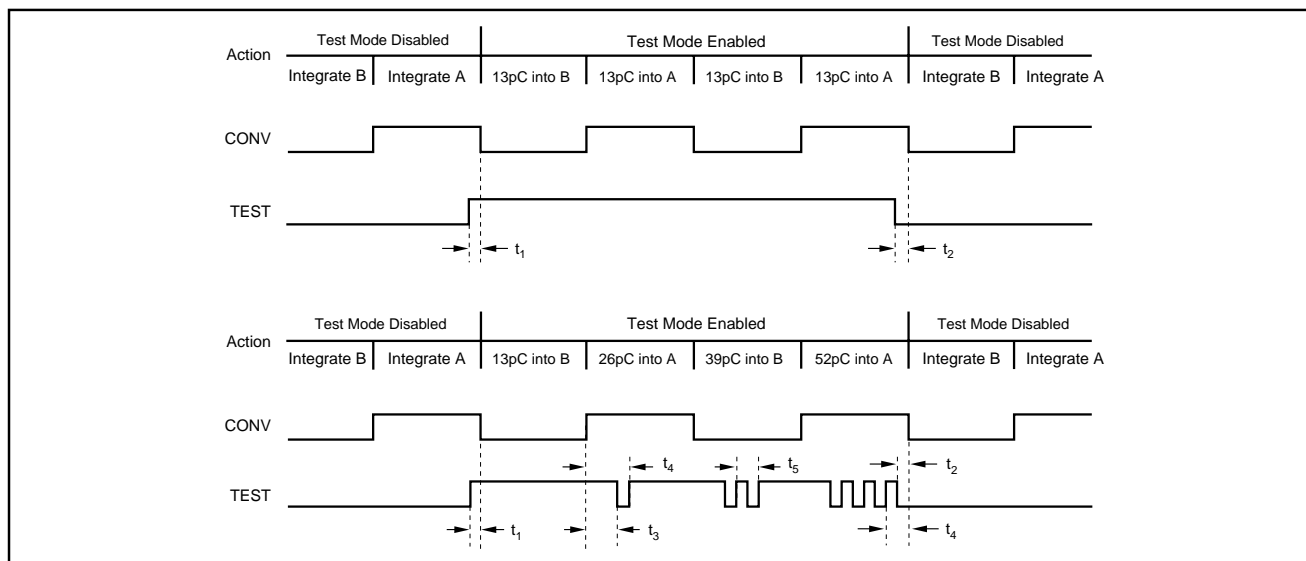 Test Mode Disabled Test Mode Enabled Test Mode Disabled
Action
Integrate B Integrate A 13pC into B 13pC into A 13pC into B 13pC into A Integrate B Integrate A
CONV
TEST
t1 t2
Test Mode Disabled Test Mode Enabled Test Mode Disabled
Action
Integrate B Integrate A 13pC into B 26pC into A 39pC into B 52pC into A Integrate B Integrate A
CONV
t4 t5 t2
TEST
t1 t3 t4